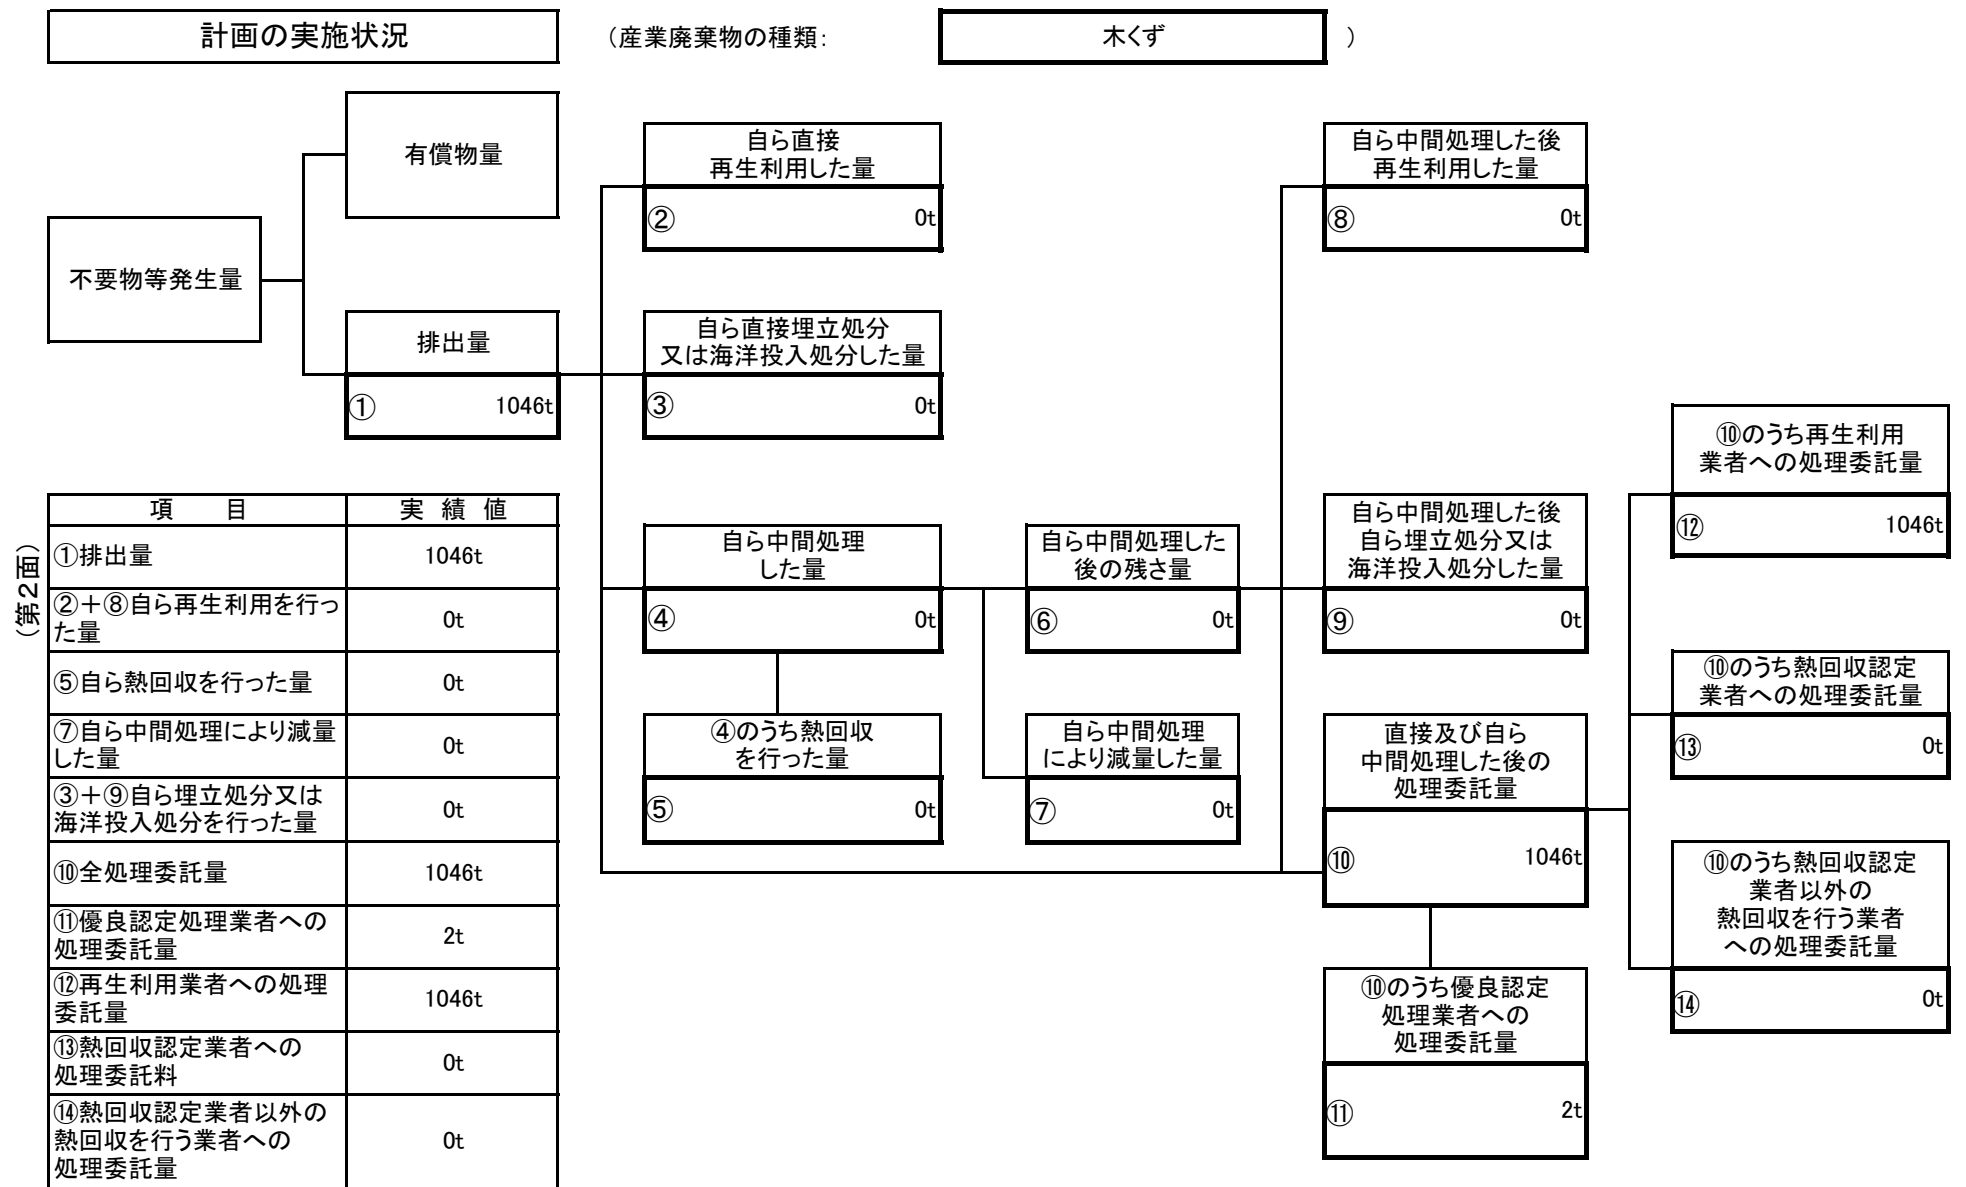 計画の実施状況
（産業廃棄物の種類：
木くず
）
有償物量
不要物等発生量
排出量
① 1046t
自ら直接
再生利用した量
② 0t
自ら直接埋立処分
又は海洋投入処分した量
③ 0t
自ら中間処理
した量
④ 0t
④のうち熱回収
を行った量
⑤ 0t
自ら中間処理した
後の残さ量
⑥ 0t
自ら中間処理
により減量した量
⑦ 0t
自ら中間処理した後
再生利用した量
⑧ 0t
自ら中間処理した後
自ら埋立処分又は
海洋投入処分した量
⑨ 0t
直接及び自ら
中間処理した後の
処理委託量
⑩ 1046t
⑩のうち優良認定
処理業者への
処理委託量
⑪ 2t
⑩のうち再生利用
業者への処理委託量
⑫ 1046t
⑩のうち熱回収認定
業者への処理委託量
⑬ 0t
⑩のうち熱回収認定
業者以外の
熱回収を行う業者
への処理委託量
⑭ 0t
（第２面）
項　目 実 績 値
①排出量 1046t
②＋⑧自ら再生利用を行っ
た量 0t
⑤自ら熱回収を行った量 0t
⑦自ら中間処理により減量
した量 0t
③＋⑨自ら埋立処分又は
海洋投入処分を行った量 0t
⑩全処理委託量 1046t
⑪優良認定処理業者への
処理委託量 2t
⑫再生利用業者への処理
委託量 1046t
⑬熱回収認定業者への
処理委託料 0t
⑭熱回収認定業者以外の
熱回収を行う業者への
処理委託量 0t